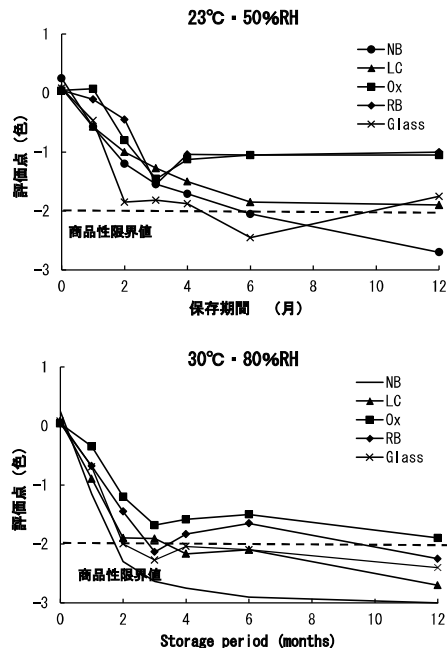 23℃・50%RH
NB
LC
Ox
RB
Glass
1
0
-1
-2
-3
評価点（色）
商品性限界値
0 2 4 6 8 10 12
保存期間 （月）
30℃・80%RH
NB
LC
Ox
RB
Glass
1
0
-1
-2
-3
評価点（色）
商品性限界値
0 2 4 6 8 10 12
Storage period (months)